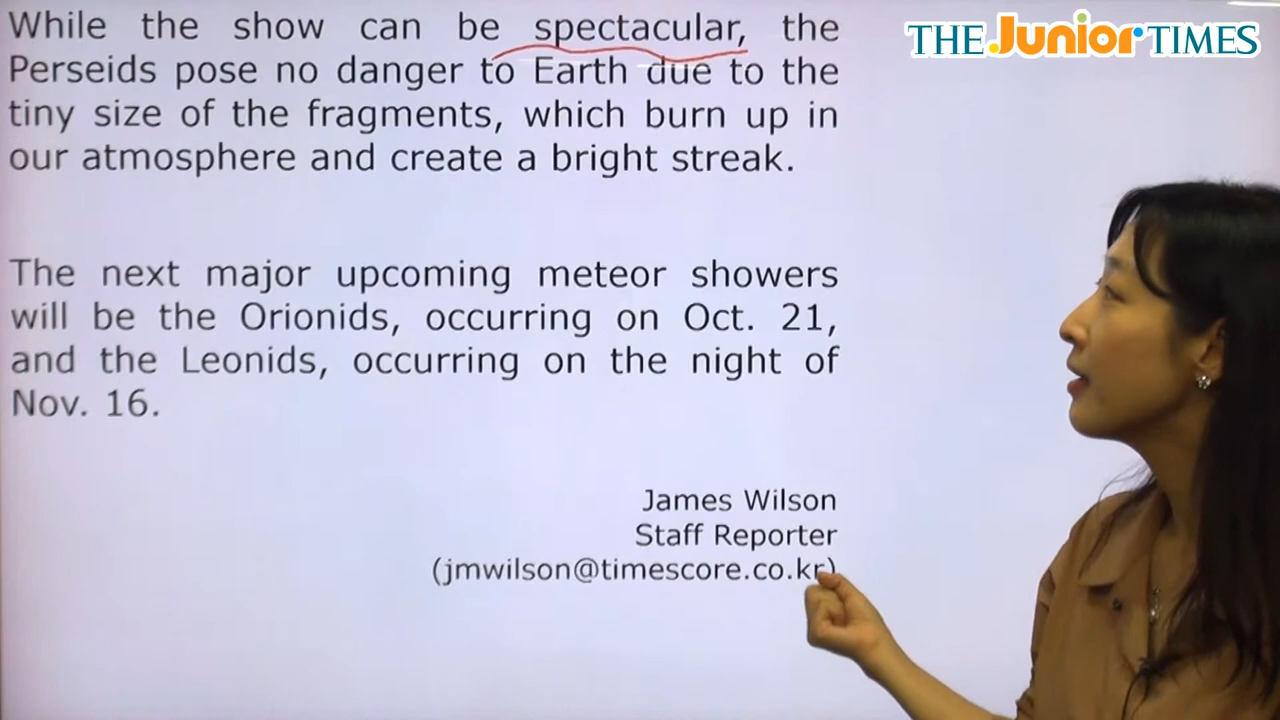 While the show can be spectacular, the
Perseids pose no danger to Earth due to the
tiny size of the fragments, which burn up in
our atmosphere and create a bright streak.
The next major upcoming meteor showers
will be the Orionids, occurring on Oct. 21,
and the Leonids, occurring on the night of
Nov. 16.
James Wilson
Staff Reporter
(jmwilson@timescore.co.kr)
THE Junior TIMES